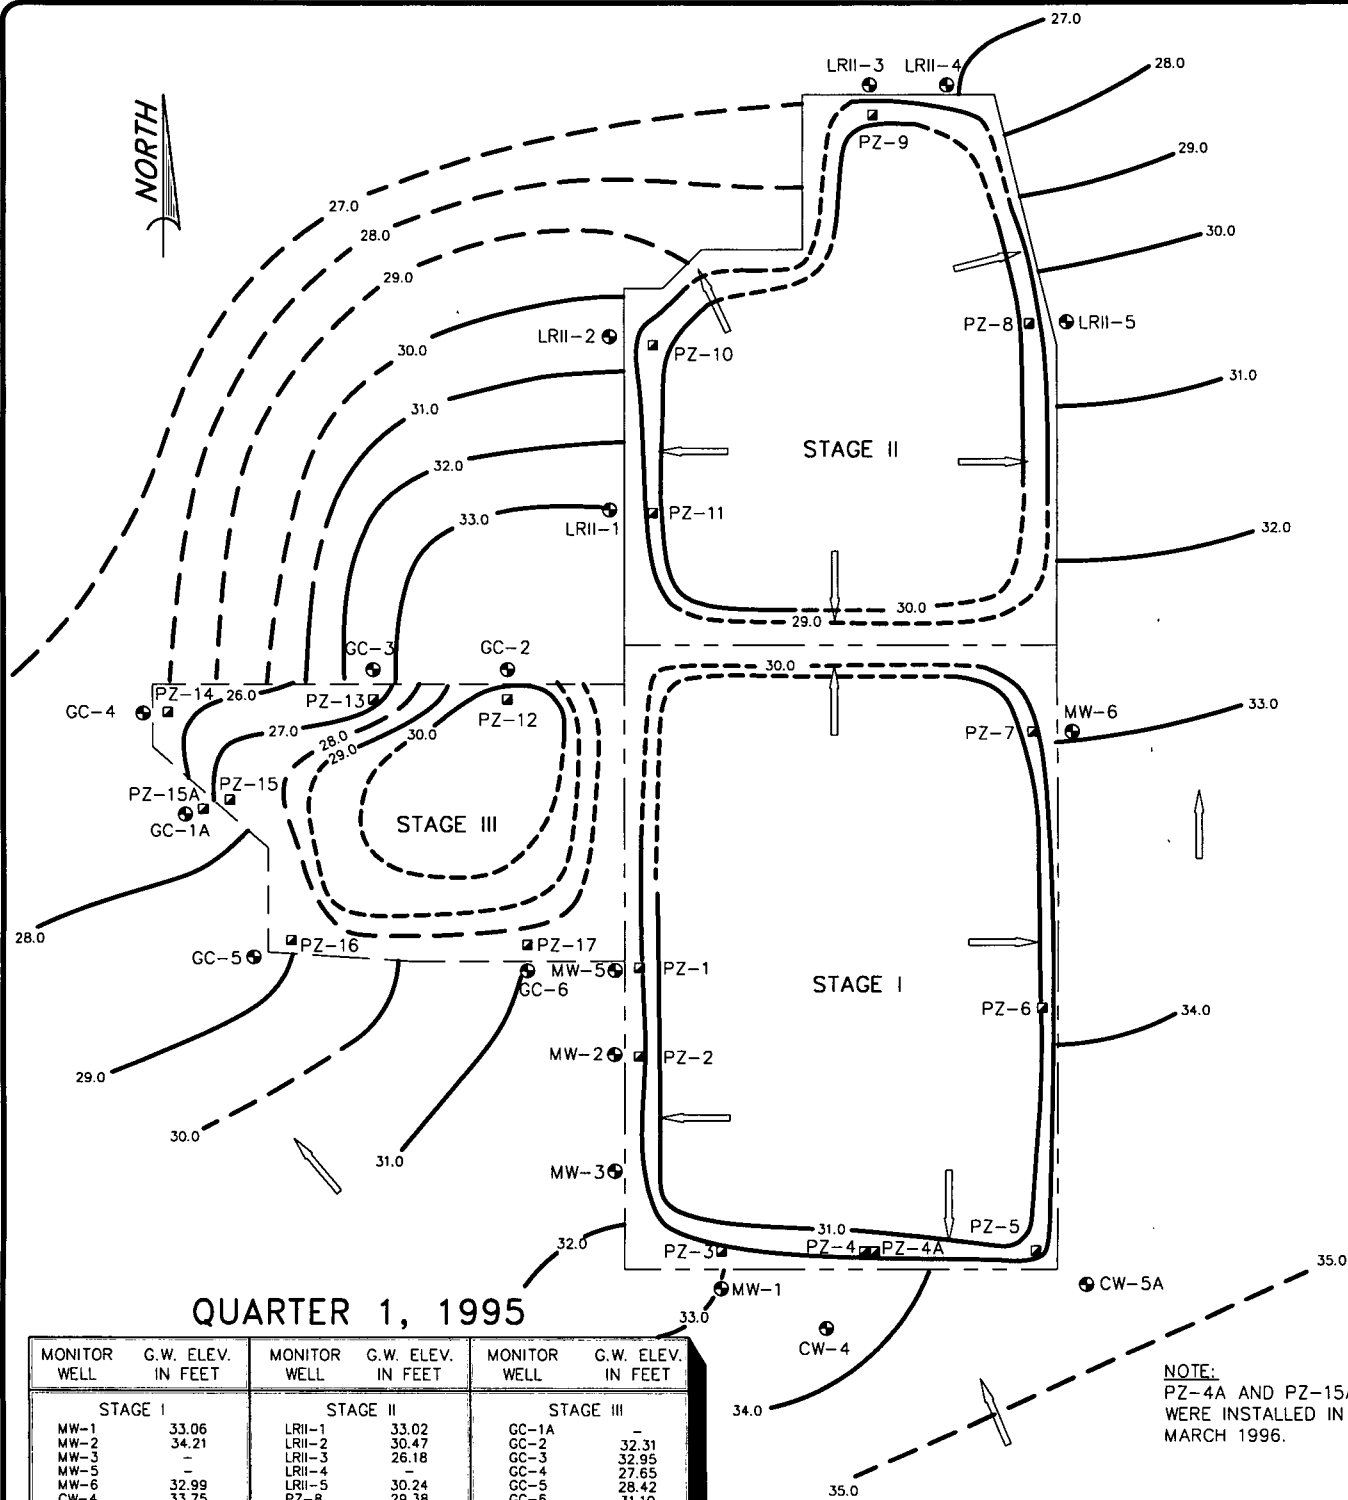 27.0
LRII-3 LRII-4
28.0
NORTH
PZ-9
29.0
27.0
28.0
30.0
29.0
LRII-2
PZ-10
PZ-8
LRII-5
30.0
31.0
31.0
STAGE II
32.0
33.0
LRII-1
PZ-11
32.0
30.0
29.0
GC-3
GC-2
30.0
PZ-14
26.0
PZ-13
PZ-12
GC-4
33.0
MW-6
PZ-7
27.0
28.0
29.0
30.0
PZ-15A
PZ-15
GC-1A
STAGE III
28.0
PZ-16
PZ-17
GC-5
GC-6
MW-5
PZ-1
STAGE I
PZ-6
34.0
MW-2
PZ-2
29.0
30.0
31.0
MW-3
31.0
PZ-5
32.0
PZ-3
PZ-4
PZ-4A
35.0
MW-1
CW-5A
33.0
CW-4
QUARTER 1, 1995
MONITOR G.W. ELEV. MONITOR G.W. ELEV. MONITOR G.W. ELEV.
WELL IN FEET WELL IN FEET WELL IN FEET
STAGE I STAGE II STAGE III
MW-1 33.06 LRII-1 33.02 GC-1A -
MW-2 34.21 LRII-2 30.47 GC-2 32.31
MW-3 - LRII-3 26.18 GC-3 32.95
MW-5 - LRII-4 - GC-4 27.65
MW-6 32.99 LRII-5 30.24 GC-5 28.42
CW-4 33.75 PZ-8 29.38 GC-6 31.10
34.0
NOTE:
PZ-4A AND PZ-15A
WERE INSTALLED IN
MARCH 1996.
35.0